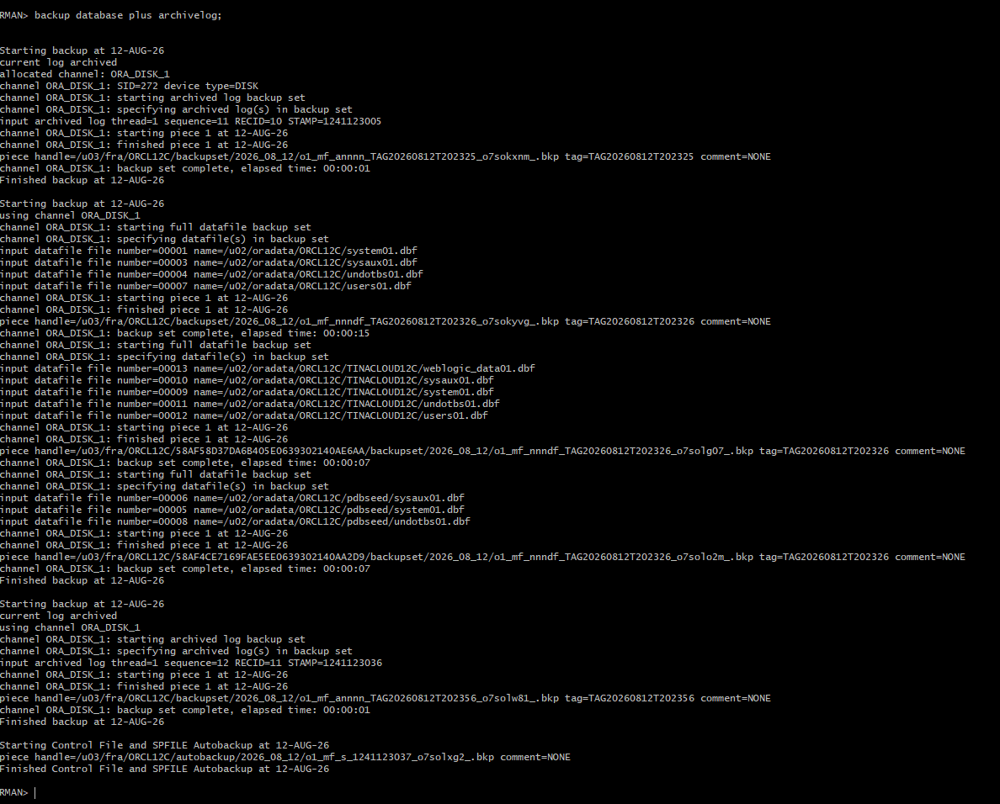 RMAN> backup database plus archivelog;
Starting backup at 12-AUG-26
current log archived
allocated channel: ORA_DISK_1
channel ORA_DISK_1: SID=272 device type=DISK
channel ORA_DISK_1: starting archived log backup set
channel ORA_DISK_1: specifying archived log(s) in backup set
input archived log thread=1 sequence=11 RECID=10 STAMP=1241123005
channel ORA_DISK_1: starting piece 1 at 12-AUG-26
channel ORA_DISK_1: finished piece 1 at 12-AUG-26
piece handle=/u03/fra/ORCL12C/backupset/2026_08_12/o1_mf_annnn_TAG20260812T202325_o7sokxnm_.bkp tag=TAG20260812T202325 comment=NONE
channel ORA_DISK_1: backup set complete, elapsed time: 00:00:01
Finished backup at 12-AUG-26
Starting backup at 12-AUG-26
using channel ORA_DISK_1
channel ORA_DISK_1: starting full datafile backup set
channel ORA_DISK_1: specifying datafile(s) in backup set
input datafile file number=00001 name=/u02/oradata/ORCL12C/system01.dbf
input datafile file number=00003 name=/u02/oradata/ORCL12C/sysaux01.dbf
input datafile file number=00004 name=/u02/oradata/ORCL12C/undotbs01.dbf
input datafile file number=00007 name=/u02/oradata/ORCL12C/users01.dbf
channel ORA_DISK_1: starting piece 1 at 12-AUG-26
channel ORA_DISK_1: finished piece 1 at 12-AUG-26
piece handle=/u03/fra/ORCL12C/backupset/2026_08_12/o1_mf_nnndf_TAG20260812T202326_o7sokyvg_.bkp tag=TAG20260812T202326 comment=NONE
channel ORA_DISK_1: backup set complete, elapsed time: 00:00:15
channel ORA_DISK_1: starting full datafile backup set
channel ORA_DISK_1: specifying datafile(s) in backup set
input datafile file number=00013 name=/u02/oradata/ORCL12C/TINACLOUD12C/weblogic_data01.dbf
input datafile file number=00010 name=/u02/oradata/ORCL12C/TINACLOUD12C/sysaux01.dbf
input datafile file number=00009 name=/u02/oradata/ORCL12C/TINACLOUD12C/system01.dbf
input datafile file number=00011 name=/u02/oradata/ORCL12C/TINACLOUD12C/undotbs01.dbf
input datafile file number=00012 name=/u02/oradata/ORCL12C/TINACLOUD12C/users01.dbf
channel ORA_DISK_1: starting piece 1 at 12-AUG-26
channel ORA_DISK_1: finished piece 1 at 12-AUG-26
piece handle=/u03/fra/ORCL12C/58AF58D37DA6B405E0639302140AE6AA/backupset/2026_08_12/o1_mf_nnndf_TAG20260812T202326_o7solg07_.bkp tag=TAG20260812T202326 comment=NONE
channel ORA_DISK_1: backup set complete, elapsed time: 00:00:07
channel ORA_DISK_1: starting full datafile backup set
channel ORA_DISK_1: specifying datafile(s) in backup set
input datafile file number=00006 name=/u02/oradata/ORCL12C/pdbseed/sysaux01.dbf
input datafile file number=00005 name=/u02/oradata/ORCL12C/pdbseed/system01.dbf
input datafile file number=00008 name=/u02/oradata/ORCL12C/pdbseed/undotbs01.dbf
channel ORA_DISK_1: starting piece 1 at 12-AUG-26
channel ORA_DISK_1: finished piece 1 at 12-AUG-26
piece handle=/u03/fra/ORCL12C/58AF4CE7169FAE5EE0639302140AA2D9/backupset/2026_08_12/o1_mf_nnndf_TAG20260812T202326_o7solo2m_.bkp tag=TAG20260812T202326 comment=NONE
channel ORA_DISK_1: backup set complete, elapsed time: 00:00:07
Finished backup at 12-AUG-26
Starting backup at 12-AUG-26
current log archived
using channel ORA_DISK_1
channel ORA_DISK_1: starting archived log backup set
channel ORA_DISK_1: specifying archived log(s) in backup set
input archived log thread=1 sequence=12 RECID=11 STAMP=1241123036
channel ORA_DISK_1: starting piece 1 at 12-AUG-26
channel ORA_DISK_1: finished piece 1 at 12-AUG-26
piece handle=/u03/fra/ORCL12C/backupset/2026_08_12/o1_mf_annnn_TAG20260812T202356_o7solw81_.bkp tag=TAG20260812T202356 comment=NONE
channel ORA_DISK_1: backup set complete, elapsed time: 00:00:01
Finished backup at 12-AUG-26
Starting Control File and SPFILE Autobackup at 12-AUG-26
piece handle=/u03/fra/ORCL12C/autobackup/2026_08_12/o1_mf_s_1241123037_o7solxg2_.bkp comment=NONE
Finished Control File and SPFILE Autobackup at 12-AUG-26
RMAN>